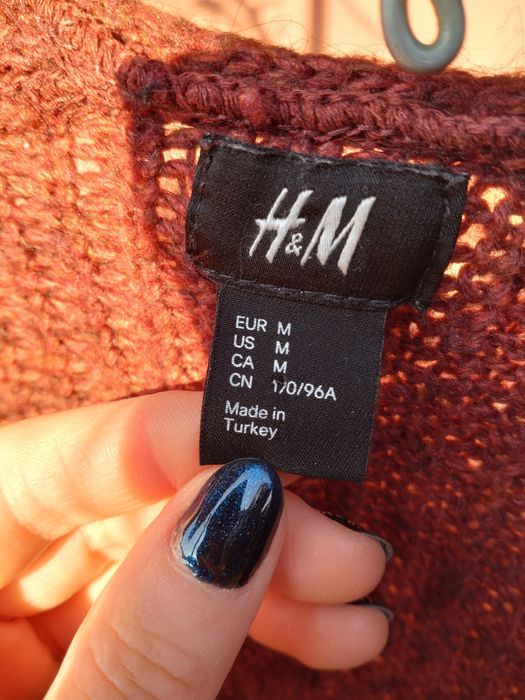 H&M
EUR M
US M
CA M
CN 170/96A
Made in
Turkey